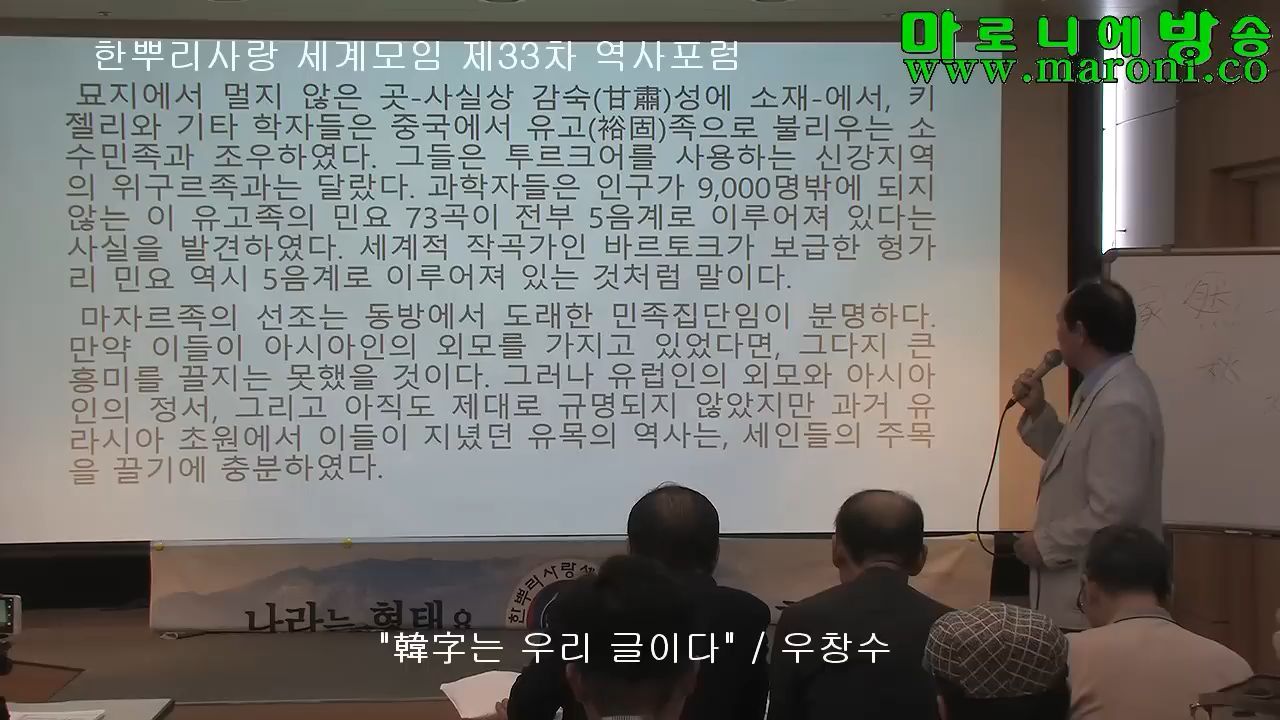 한뿌리사랑 세계모임 제33차 역사포럼
마로니에방송
www.maroni.co
묘지에서 멀지 않은 곳-사실상 감숙(甘肅)성에 소재-에서, 키
젤리와 기타 학자들은 중국에서 유고(裕固)족으로 불리우는 소
수민족과 조우하였다. 그들은 투르크어를 사용하는 신강지역
의 위구르족과는 달랐다. 과학자들은 인구가 9,000명밖에 되지
않는 이 유고족의 민요 73곡이 전부 5음계로 이루어져 있다는
사실을 발견하였다. 세계적 작곡가인 바르토크가 보급한 헝가
리 민요 역시 5음계로 이루어져 있는 것처럼 말이다.
마자르족의 선조는 동방에서 도래한 민족집단임이 분명하다.
만약 이들이 아시아인의 외모를 가지고 있었다면, 그다지 큰
흥미를 끌지는 못했을 것이다. 그러나 유럽인의 외모와 아시아
인의 정서, 그리고 아직도 제대로 규명되지 않았지만 과거 유
라시아 초원에서 이들이 지녔던 유목의 역사는, 세인들의 주목
을 끌기에 충분하였다.
家 然
秋
한뿌리사랑세
나라는 형태요
"韓字는 우리 글이다" / 우창수